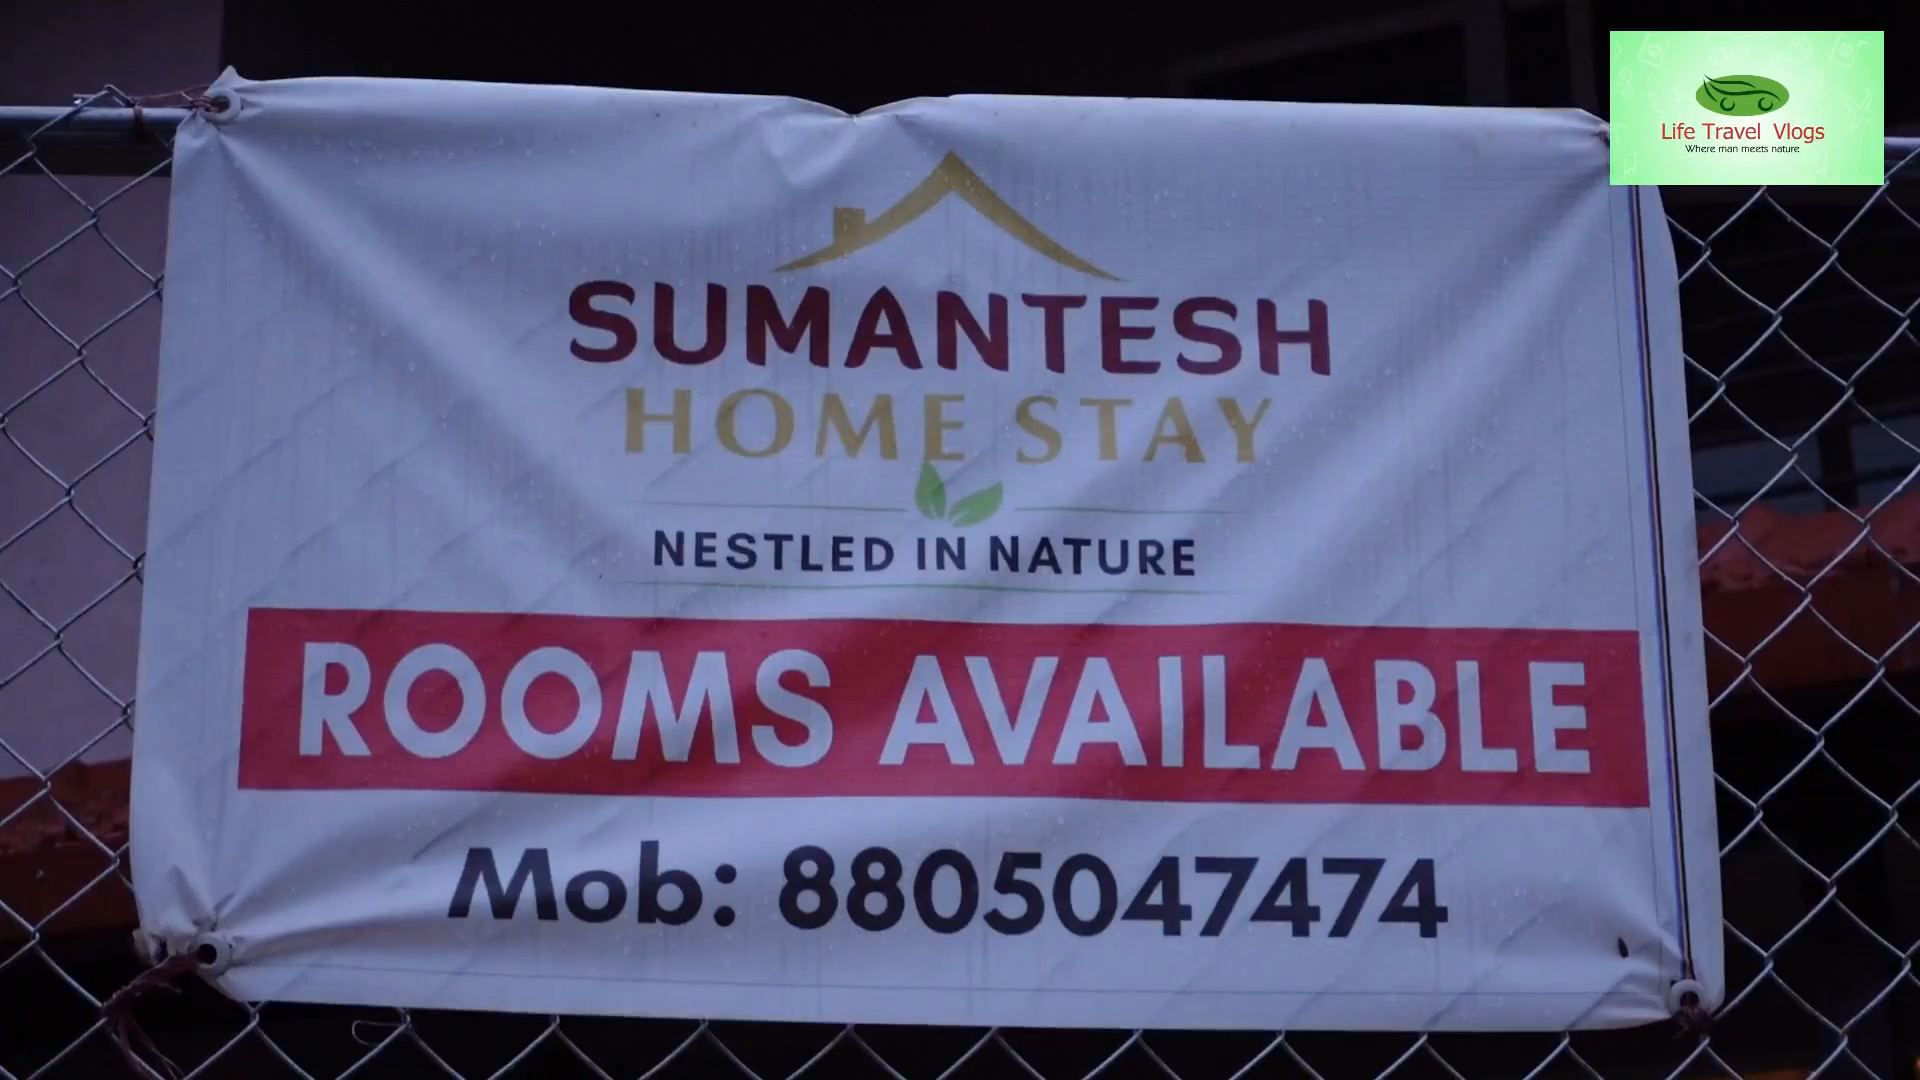 Life Travel Vlogs
Where man meets nature
SUMANTESH
HOME STAY
NESTLED IN NATURE
ROOMS AVAILABLE
Mob: 8805047474